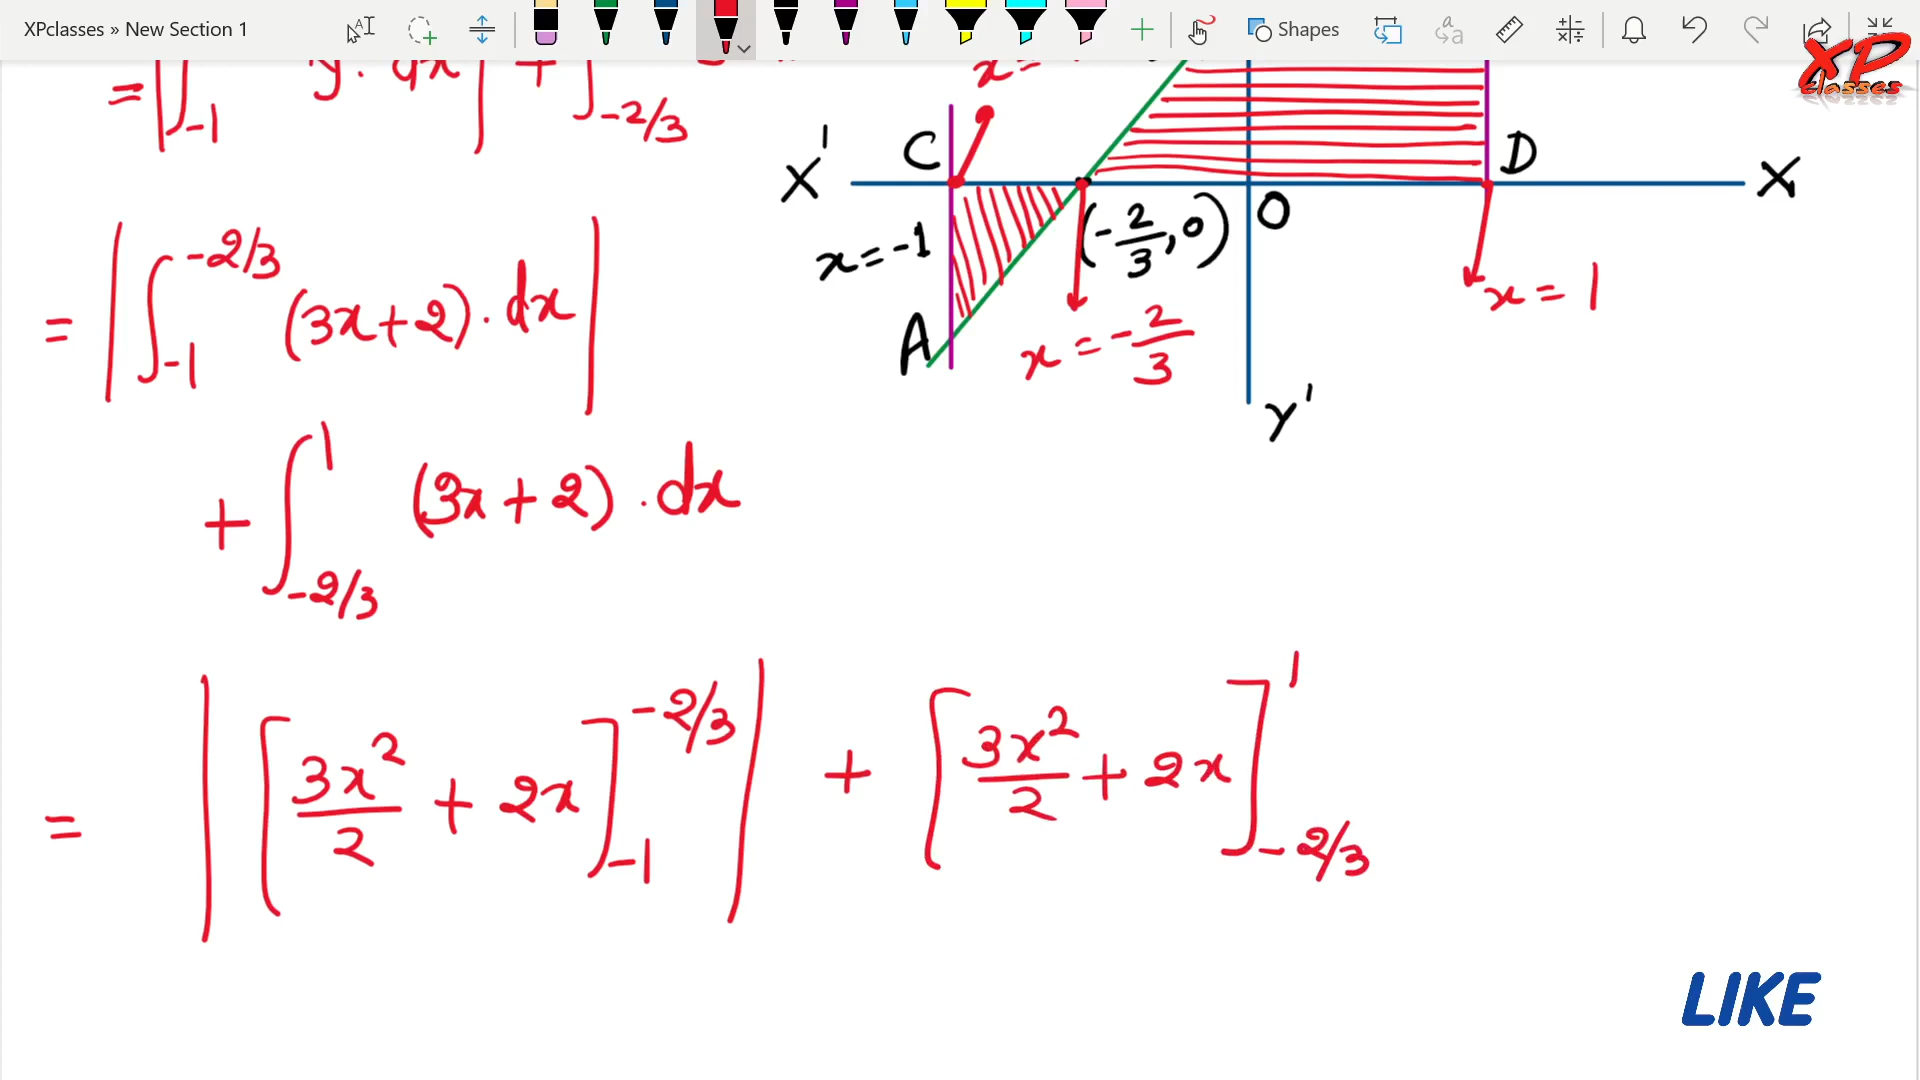 XPclasses » New Section 1
Shapes
XP
classes
= | ∫₋₁ y · dx | + ∫₋₂/₃
x =
C
D
X'
X
x = -1
(-2/3, 0)
O
x = 1
A
x = -2/3
Y'
= | ∫₋₁^(-2/3) (3x+2) · dx |
+ ∫₋₂/₃^1 (3x+2) · dx
= | [3x²/2 + 2x]₋₁^(-2/3) | + [3x²/2 + 2x]₋₂/₃^1
LIKE